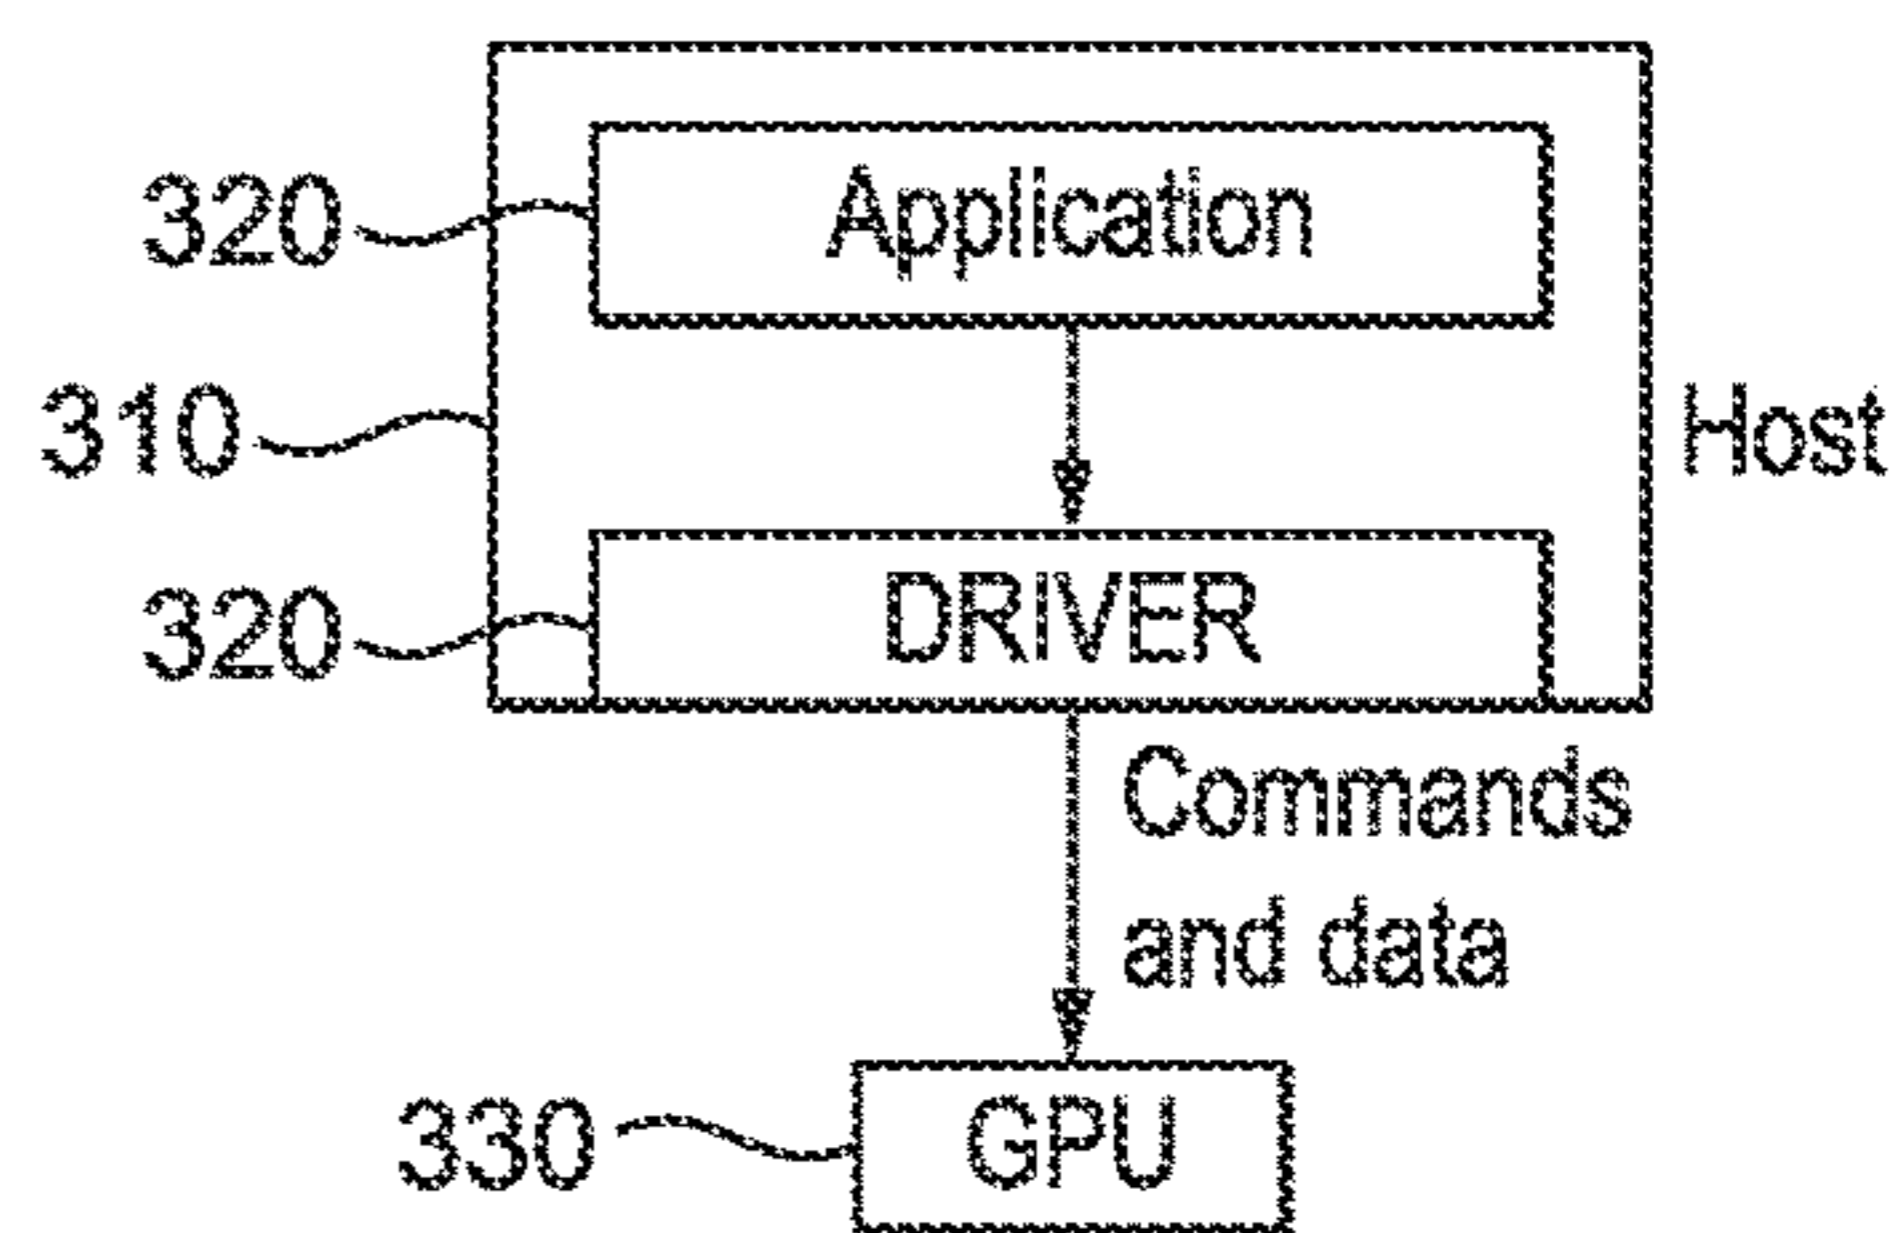 320
Application
310
Host
320
DRIVER
Commands
and data
330
GPU